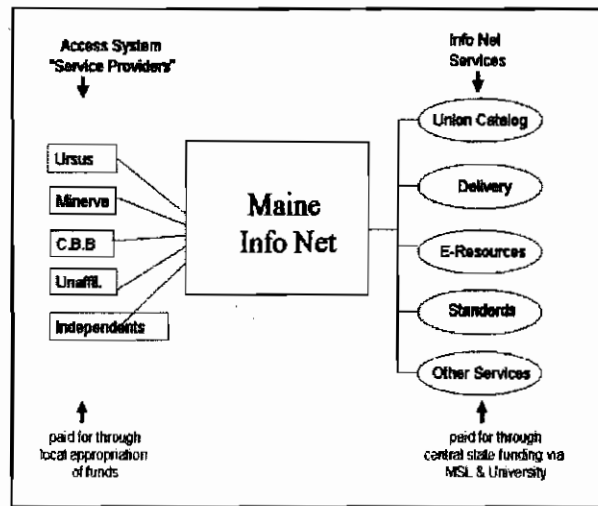 Access System
"Service Providers"
Info Net
Services
Ursus
Minerva
C.B.B
Unaffil.
Independents
Maine
Info Net
Union Catalog
Delivery
E-Resources
Standards
Other Services
paid for through
local appropriation
of funds
paid for through
central state funding via
MSL & University